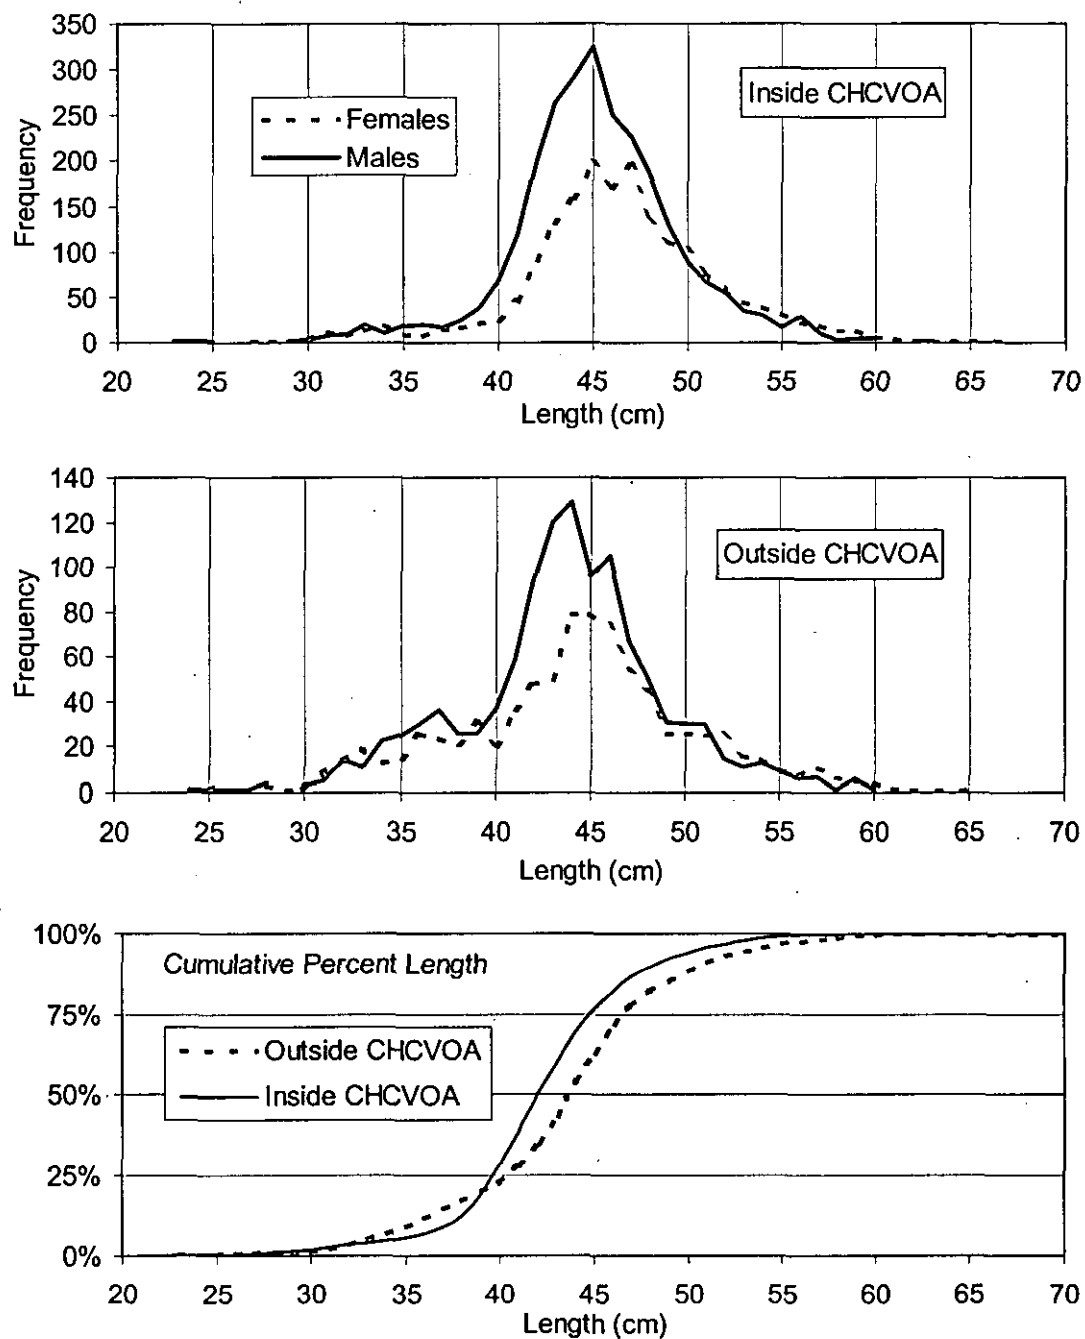 350
300
250
200
150
100
50
0
Frequency
Inside CHCVOA
Females
Males
20 25 30 35 40 45 50 55 60 65 70
Length (cm)
140
120
100
80
60
40
20
0
Frequency
Outside CHCVOA
20 25 30 35 40 45 50 55 60 65 70
Length (cm)
100%
75%
50%
25%
0%
Cumulative Percent Length
Outside CHCVOA
Inside CHCVOA
20 25 30 35 40 45 50 55 60 65 70
Length (cm)